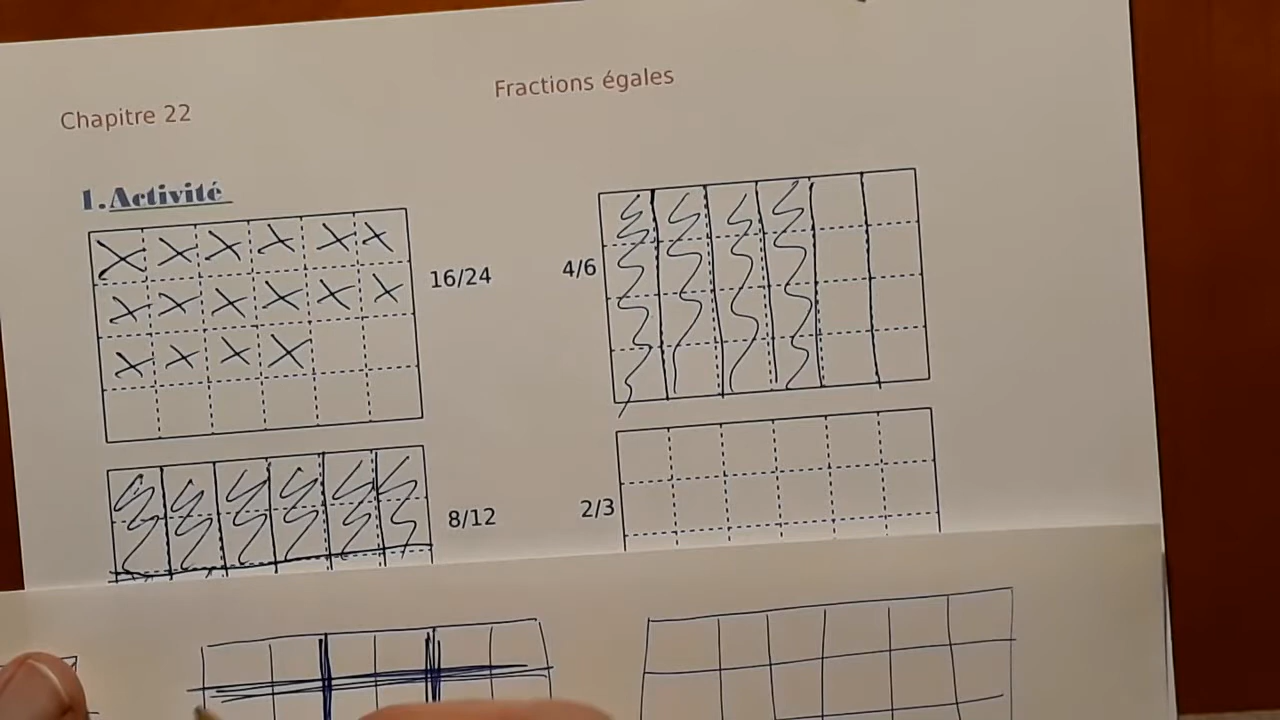 Chapitre 22
Fractions égales
1.Activité
16/24
4/6
8/12
2/3